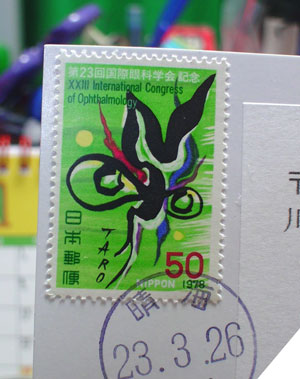 第23回国際眼科学会記念
XXIII International Congress
of Ophthalmology
日本郵便
TARO
50
NIPPON 1978
晴海
23.3.26